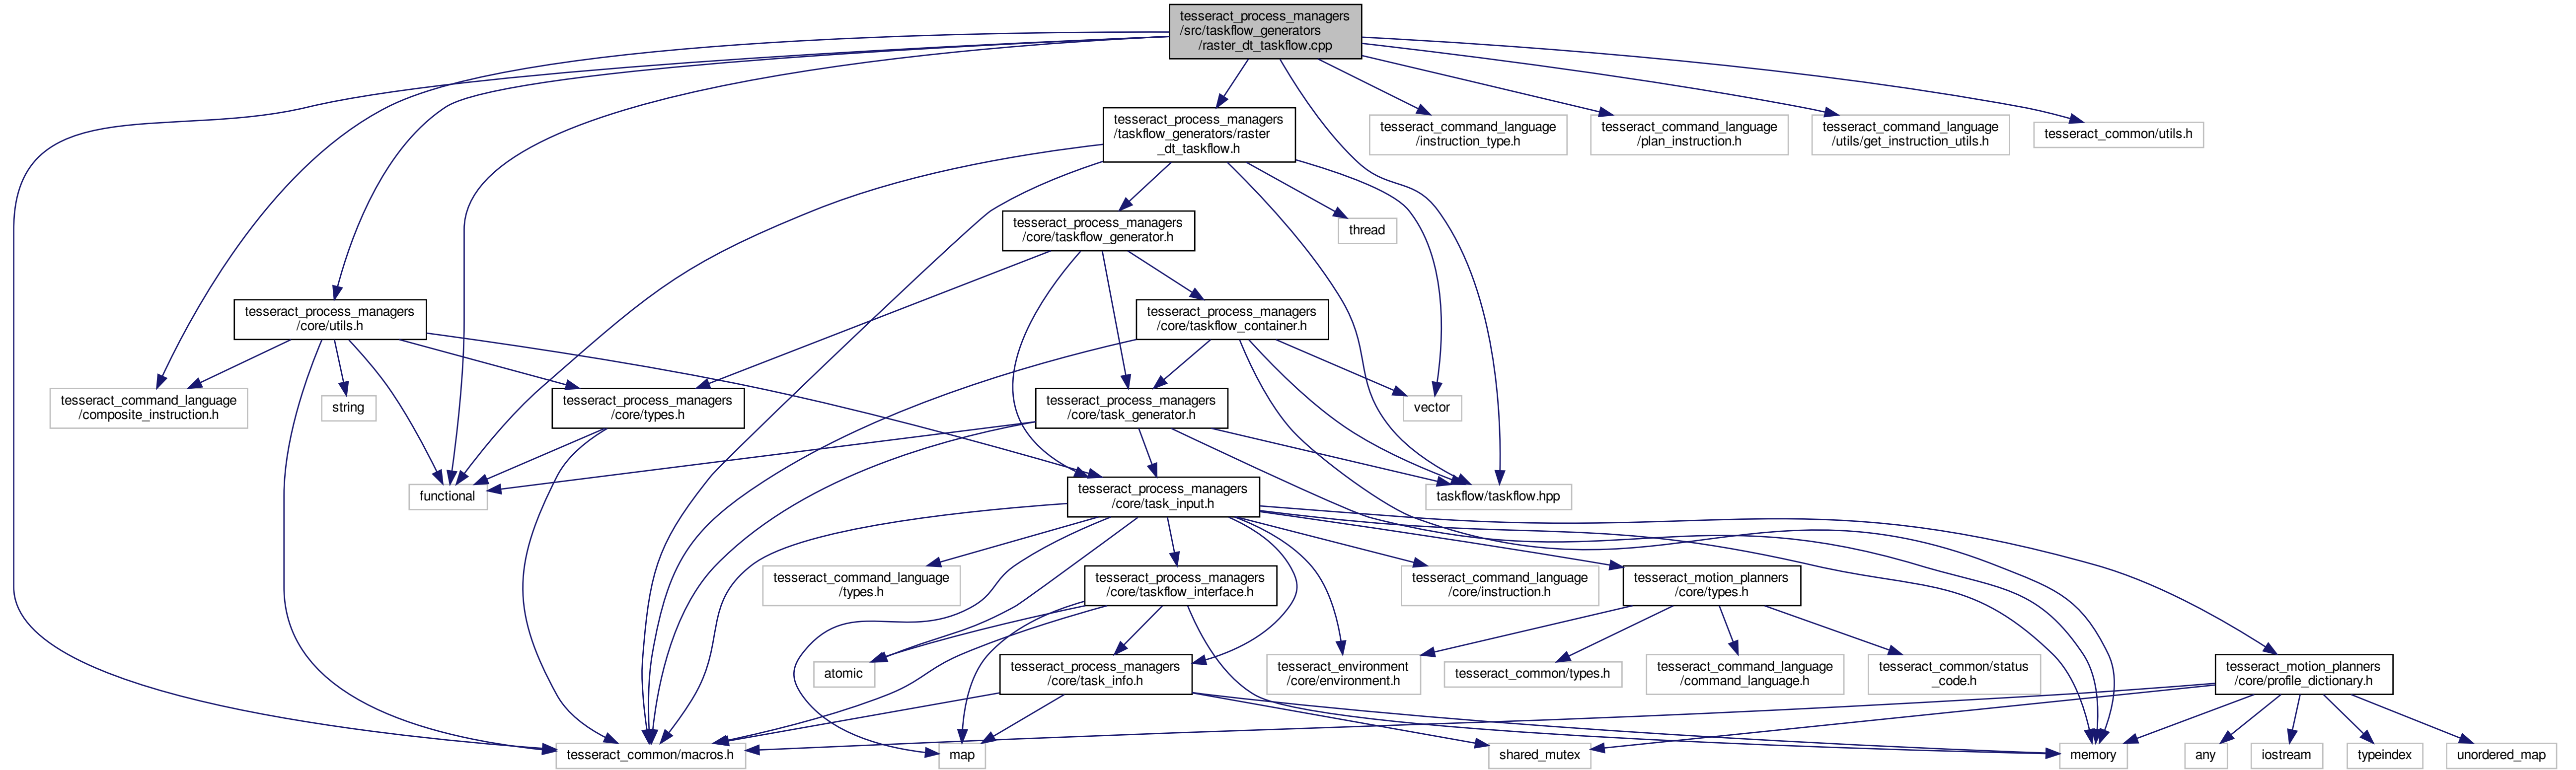 tesseract_process_managers
/src/taskflow_generators
/raster_dt_taskflow.cpp
tesseract_process_managers
/taskflow_generators/raster
_dt_taskflow.h
tesseract_command_language
/instruction_type.h
tesseract_command_language
/plan_instruction.h
tesseract_command_language
/utils/get_instruction_utils.h
tesseract_common/utils.h
tesseract_process_managers
/core/taskflow_generator.h
thread
tesseract_process_managers
/core/utils.h
tesseract_process_managers
/core/taskflow_container.h
tesseract_command_language
/composite_instruction.h
string
tesseract_process_managers
/core/types.h
tesseract_process_managers
/core/task_generator.h
vector
functional
tesseract_process_managers
/core/task_input.h
taskflow/taskflow.hpp
tesseract_command_language
/types.h
tesseract_process_managers
/core/taskflow_interface.h
tesseract_command_language
/core/instruction.h
tesseract_motion_planners
/core/types.h
atomic
tesseract_process_managers
/core/task_info.h
tesseract_environment
/core/environment.h
tesseract_common/types.h
tesseract_command_language
/command_language.h
tesseract_common/status
_code.h
tesseract_motion_planners
/core/profile_dictionary.h
tesseract_common/macros.h
map
shared_mutex
memory
any
iostream
typeindex
unordered_map